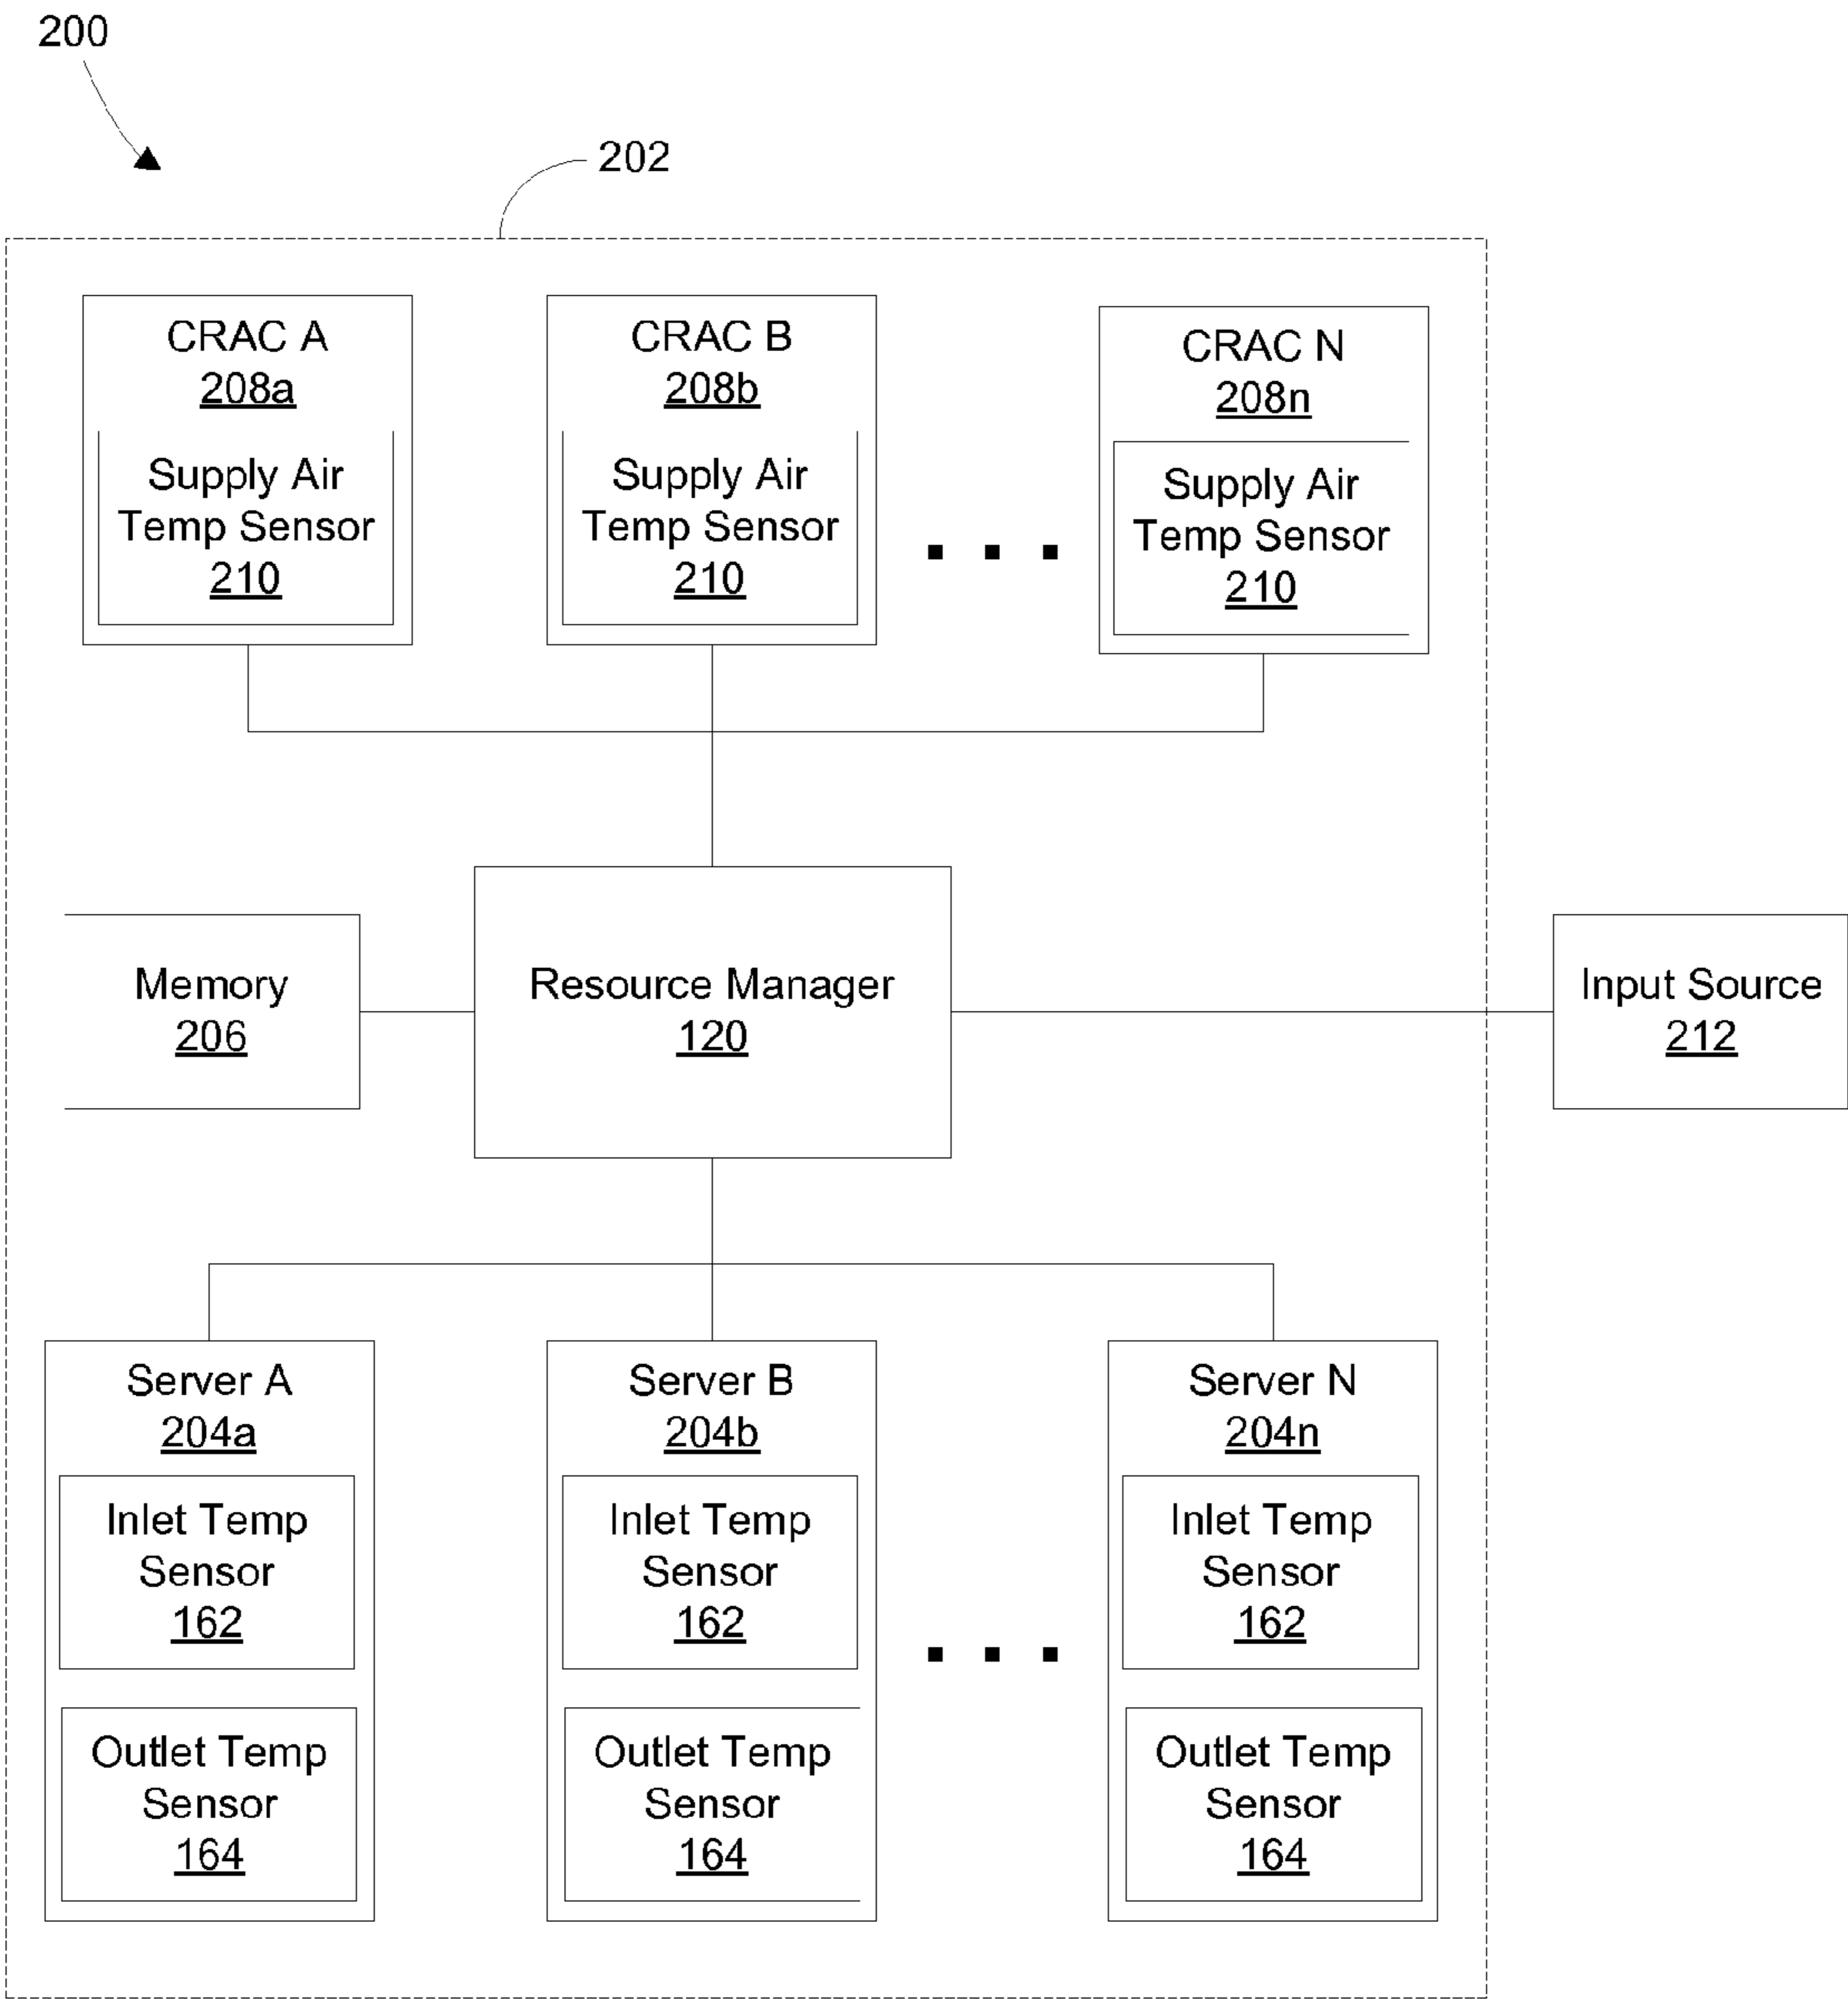 200
202
CRAC A
208a
Supply Air
Temp Sensor
210
CRAC B
208b
Supply Air
Temp Sensor
210
CRAC N
208n
Supply Air
Temp Sensor
210
Memory
206
Resource Manager
120
Input Source
212
Server A
204a
Inlet Temp
Sensor
162
Outlet Temp
Sensor
164
Server B
204b
Inlet Temp
Sensor
162
Outlet Temp
Sensor
164
Server N
204n
Inlet Temp
Sensor
162
Outlet Temp
Sensor
164